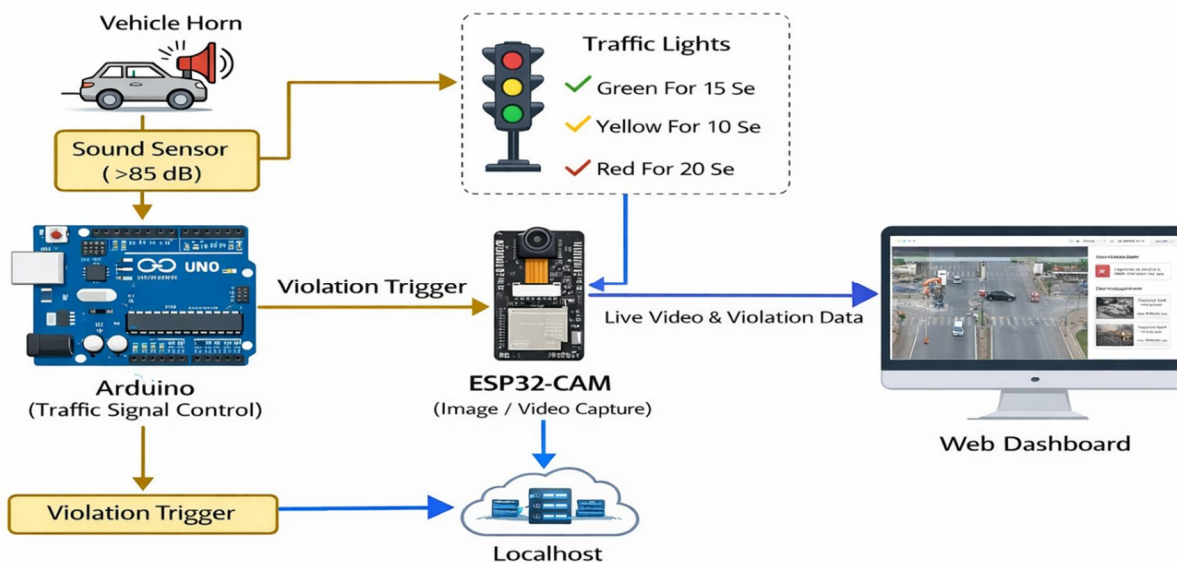 Vehicle Horn
Sound Sensor
(>85 dB)
Traffic Lights
Green For 15 Se
Yellow For 10 Se
Red For 20 Se
UNO
Arduino
(Traffic Signal Control)
Violation Trigger
ESP32-CAM
(Image / Video Capture)
Live Video & Violation Data
Web Dashboard
Violation Trigger
Localhost